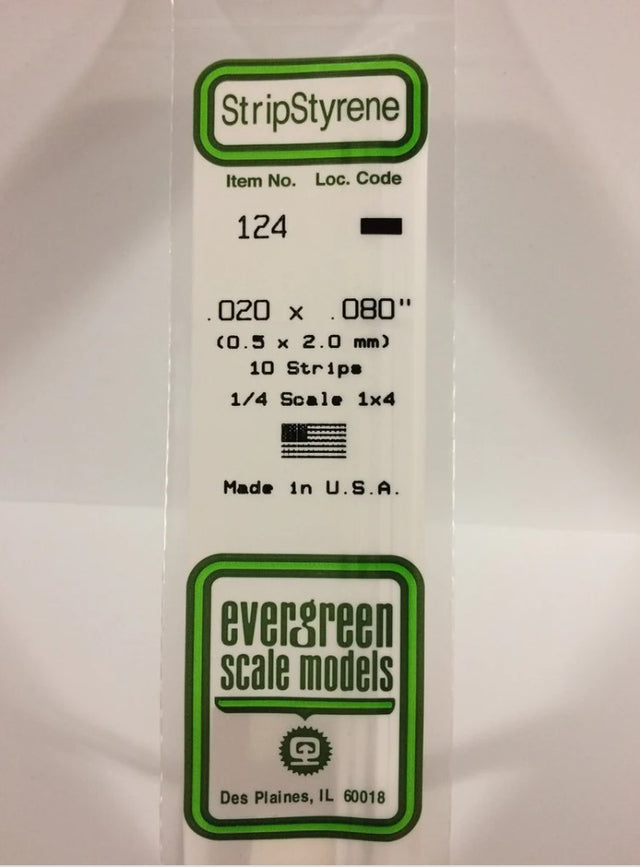 StripStyrene
Item No. Loc. Code
124
.020 x .080"
(0.5 x 2.0 mm)
10 Strips
1/4 Scale 1x4
Made in U.S.A.
evergreen
scale models
Des Plaines, IL 60018